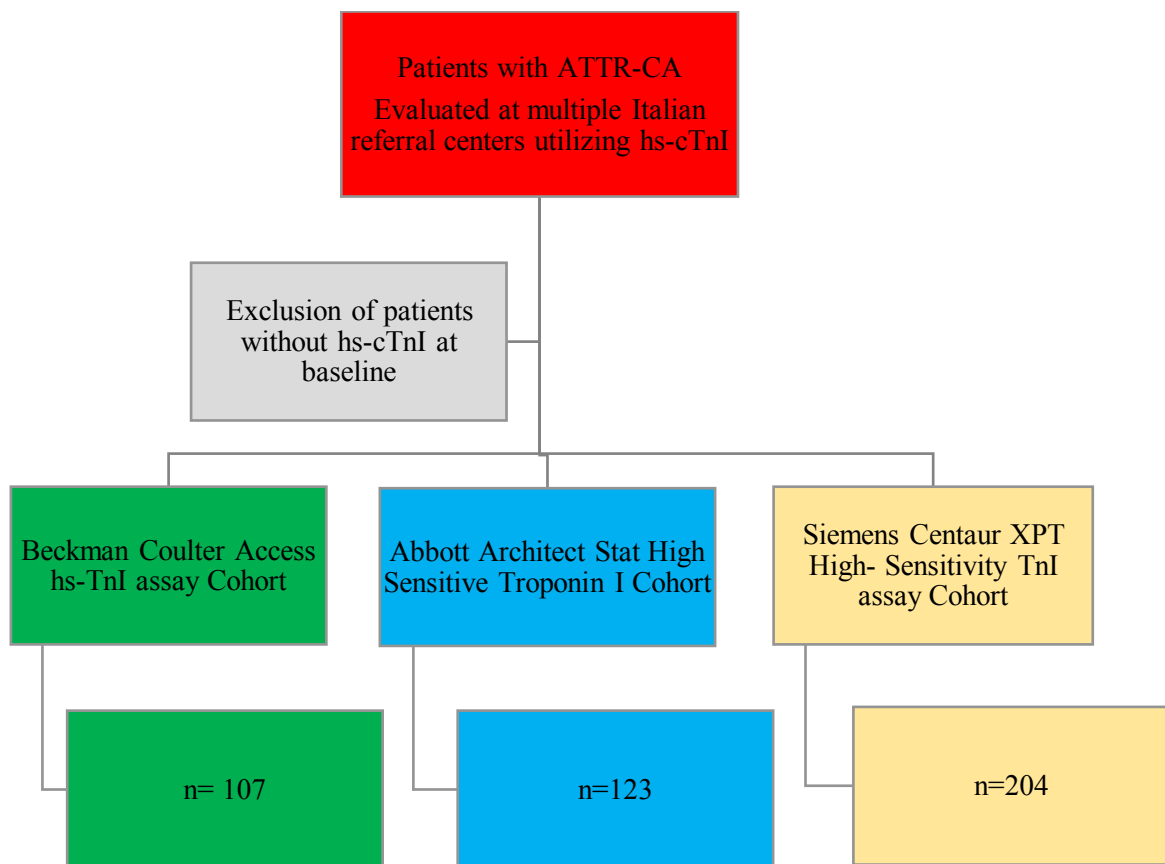 Patients with ATTR-CA
Evaluated at multiple Italian
referral centers utilizing hs-cTnI
Exclusion of patients
without hs-cTnI at
baseline
Beckman Coulter Access
hs-TnI assay Cohort
Abbott Architect Stat High
Sensitive Troponin I Cohort
Siemens Centaur XPT
High- Sensitivity TnI
assay Cohort
n= 107
n=123
n=204